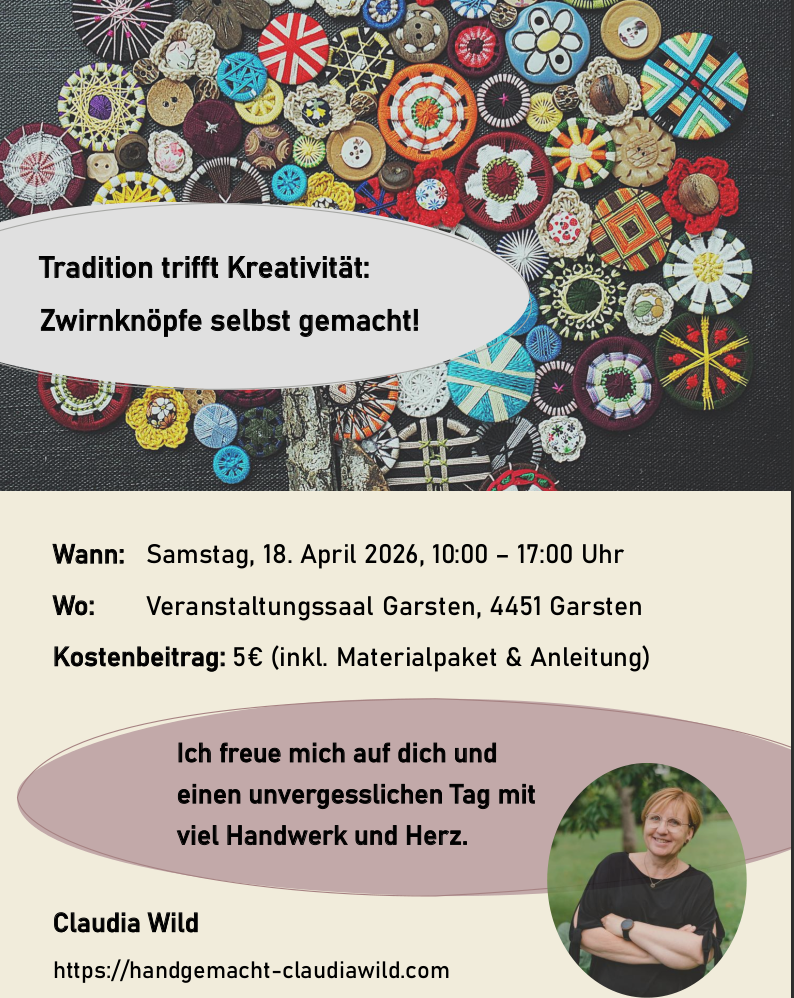 Tradition trifft Kreativität:
Zwirnknöpfe selbst gemacht!
Wann: Samstag, 18. April 2026, 10:00 – 17:00 Uhr
Wo: Veranstaltungssaal Garsten, 4451 Garsten
Kostenbeitrag: 5€ (inkl. Materialpaket & Anleitung)
Ich freue mich auf dich und
einen unvergesslichen Tag mit
viel Handwerk und Herz.
Claudia Wild
https://handgemacht-claudiawild.com